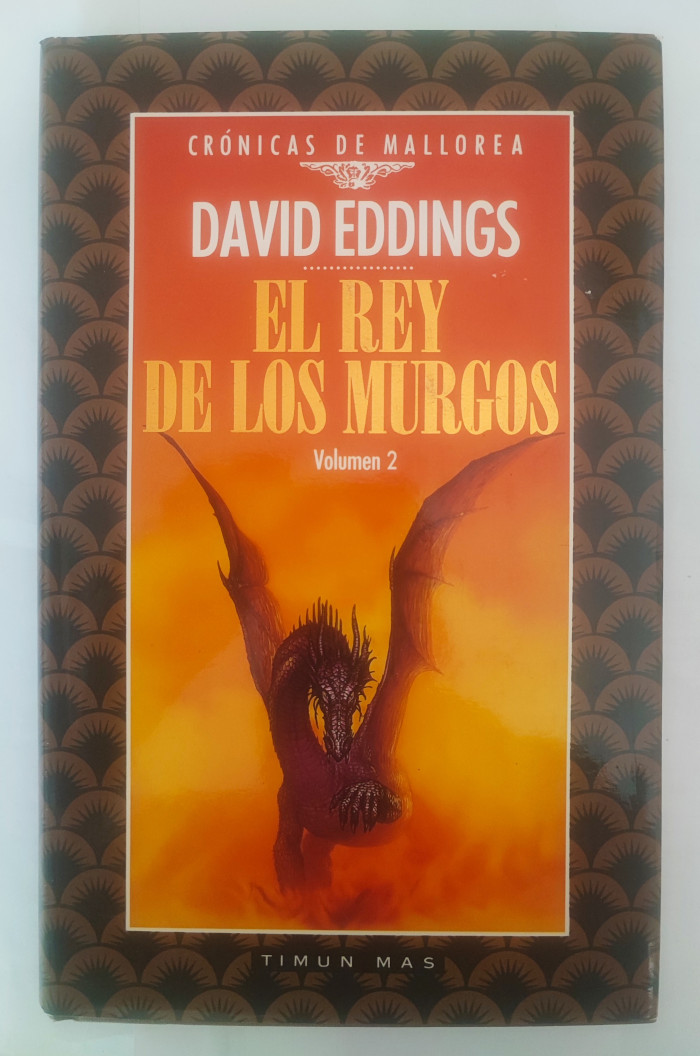 CRÓNICAS DE MALLOREA
DAVID EDDINGS
EL REY
DE LOS MURGOS
Volumen 2
TIMUN MAS